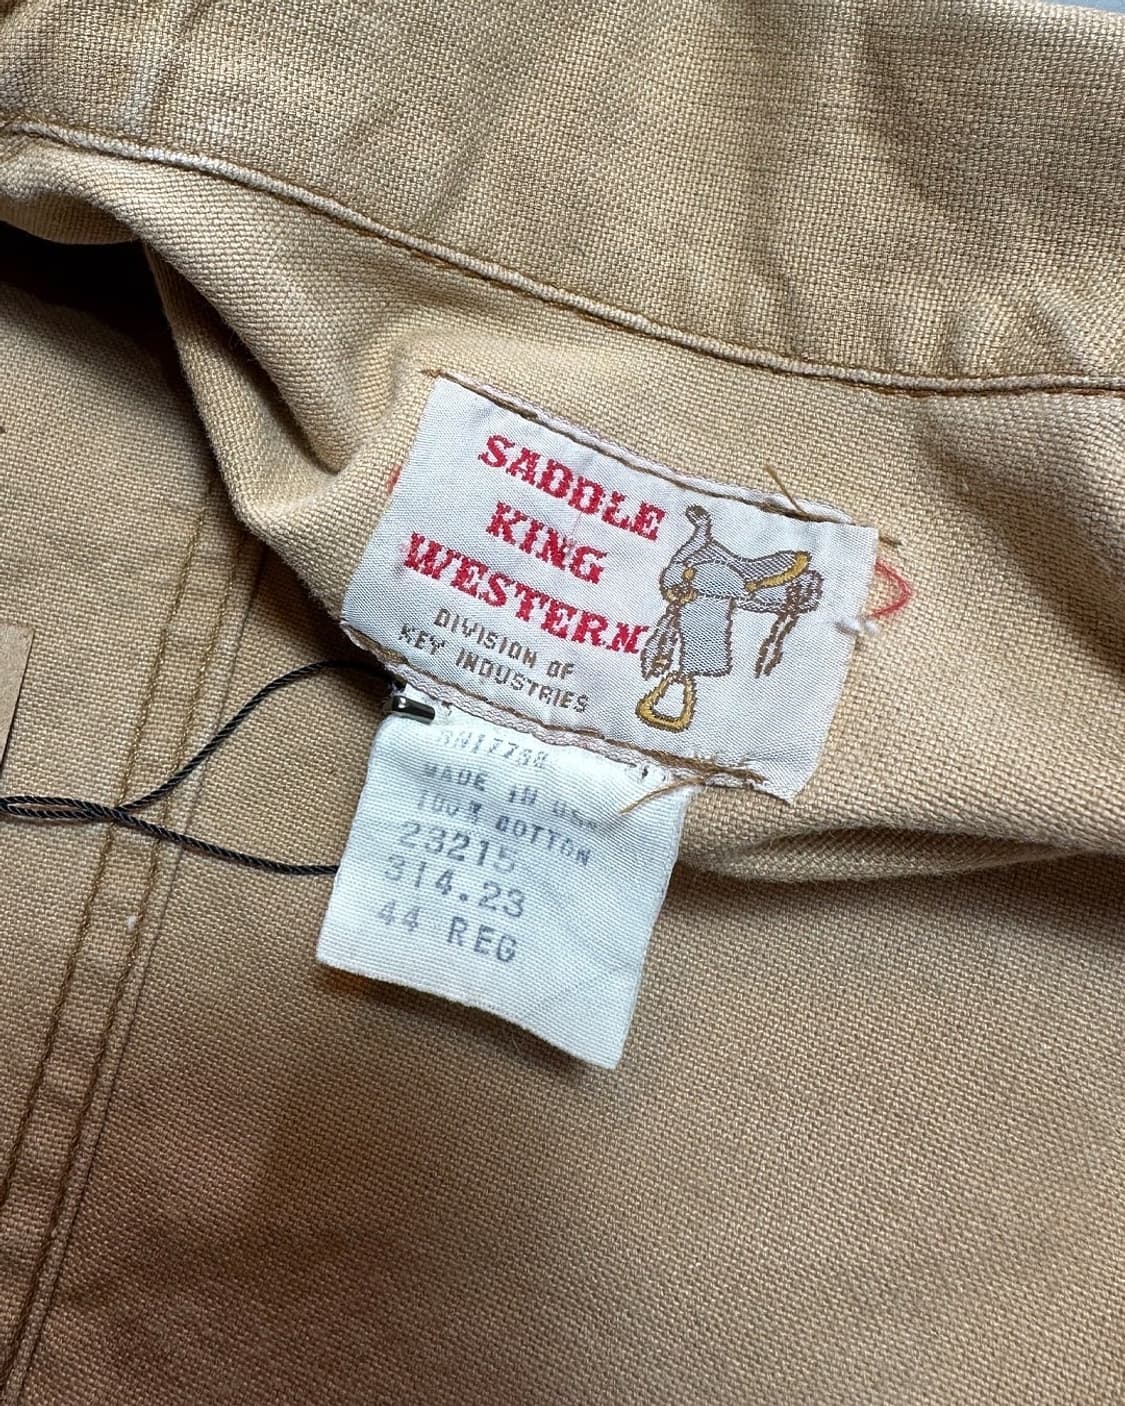 SADDLE
KING
WESTERN
DIVISION OF
KEY INDUSTRIES
MADE IN USA
100% COTTON
23215
314.23
44 REG